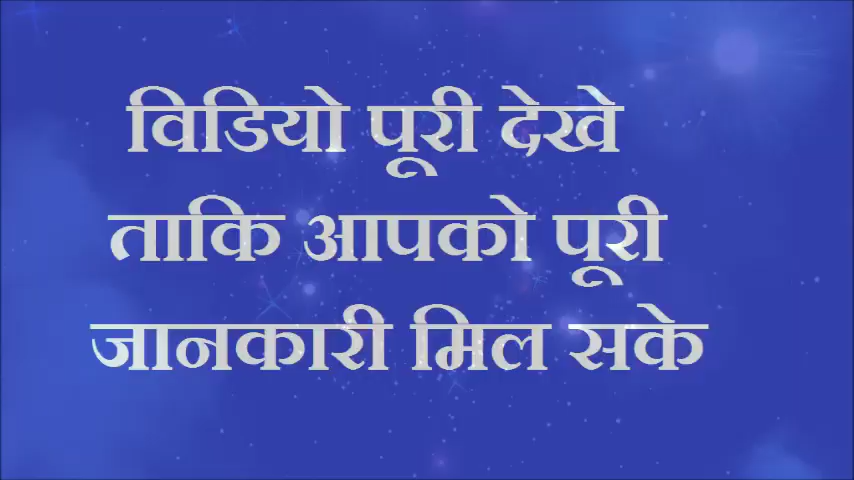 विडियो पूरी देखे
ताकि आपको पूरी
जानकारी मिल सके